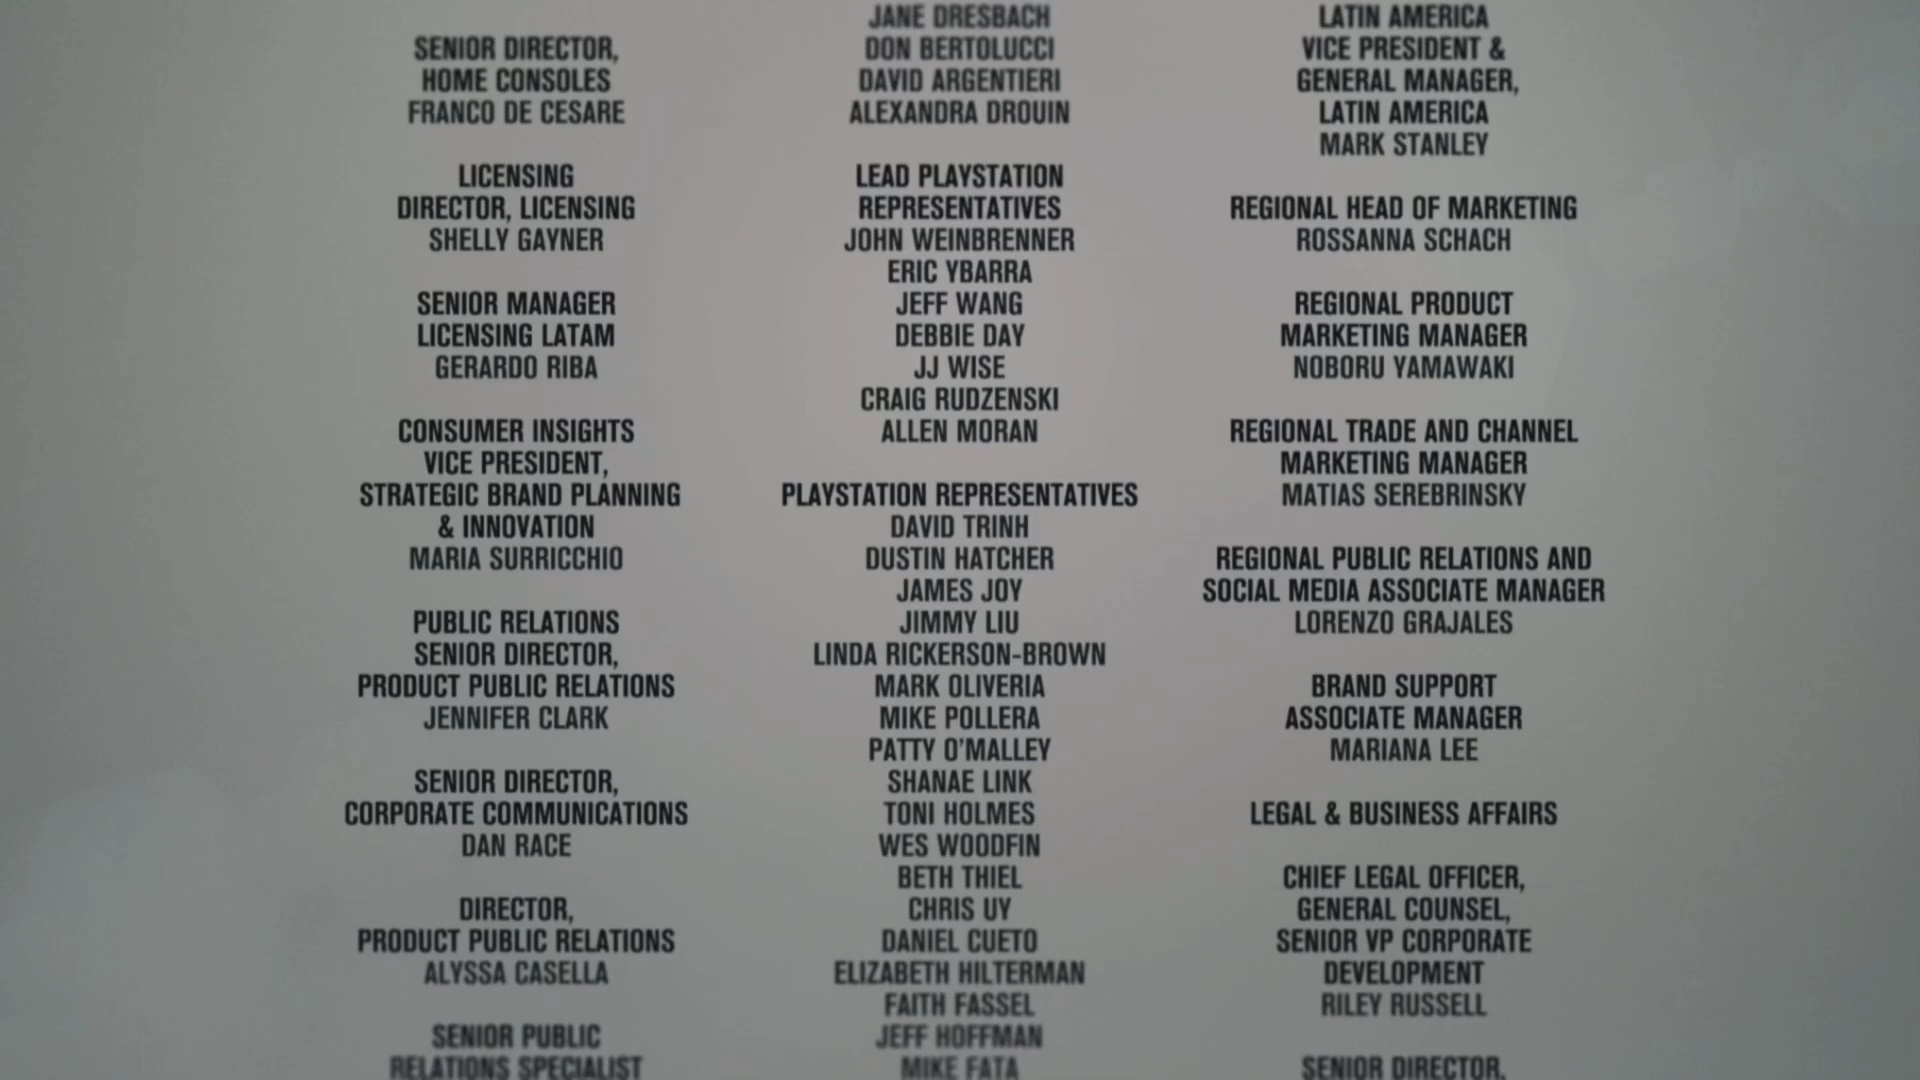 SENIOR DIRECTOR,
HOME CONSOLES
FRANCO DE CESARE
LICENSING
DIRECTOR, LICENSING
SHELLY GAYNER
SENIOR MANAGER
LICENSING LATAM
GERARDO RIBA
CONSUMER INSIGHTS
VICE PRESIDENT,
STRATEGIC BRAND PLANNING
& INNOVATION
MARIA SURRICCHIO
PUBLIC RELATIONS
SENIOR DIRECTOR,
PRODUCT PUBLIC RELATIONS
JENNIFER CLARK
SENIOR DIRECTOR,
CORPORATE COMMUNICATIONS
DAN RACE
DIRECTOR,
PRODUCT PUBLIC RELATIONS
ALYSSA CASELLA
SENIOR PUBLIC
RELATIONS SPECIALIST
JANE DRESBACH
DON BERTOLUCCI
DAVID ARGENTIERI
ALEXANDRA DROUIN
LEAD PLAYSTATION
REPRESENTATIVES
JOHN WEINBRENNER
ERIC YBARRA
JEFF WANG
DEBBIE DAY
JJ WISE
CRAIG RUDZENSKI
ALLEN MORAN
PLAYSTATION REPRESENTATIVES
DAVID TRINH
DUSTIN HATCHER
JAMES JOY
JIMMY LIU
LINDA RICKERSON-BROWN
MARK OLIVERIA
MIKE POLLERA
PATTY O'MALLEY
SHANAE LINK
TONI HOLMES
WES WOODFIN
BETH THIEL
CHRIS UY
DANIEL CUETO
ELIZABETH HILTERMAN
FAITH FASSEL
JEFF HOFFMAN
MIKE FATA
LATIN AMERICA
VICE PRESIDENT &
GENERAL MANAGER,
LATIN AMERICA
MARK STANLEY
REGIONAL HEAD OF MARKETING
ROSSANNA SCHACH
REGIONAL PRODUCT
MARKETING MANAGER
NOBORU YAMAWAKI
REGIONAL TRADE AND CHANNEL
MARKETING MANAGER
MATIAS SEREBRINSKY
REGIONAL PUBLIC RELATIONS AND
SOCIAL MEDIA ASSOCIATE MANAGER
LORENZO GRAJALES
BRAND SUPPORT
ASSOCIATE MANAGER
MARIANA LEE
LEGAL & BUSINESS AFFAIRS
CHIEF LEGAL OFFICER,
GENERAL COUNSEL,
SENIOR VP CORPORATE
DEVELOPMENT
RILEY RUSSELL
SENIOR DIRECTOR,